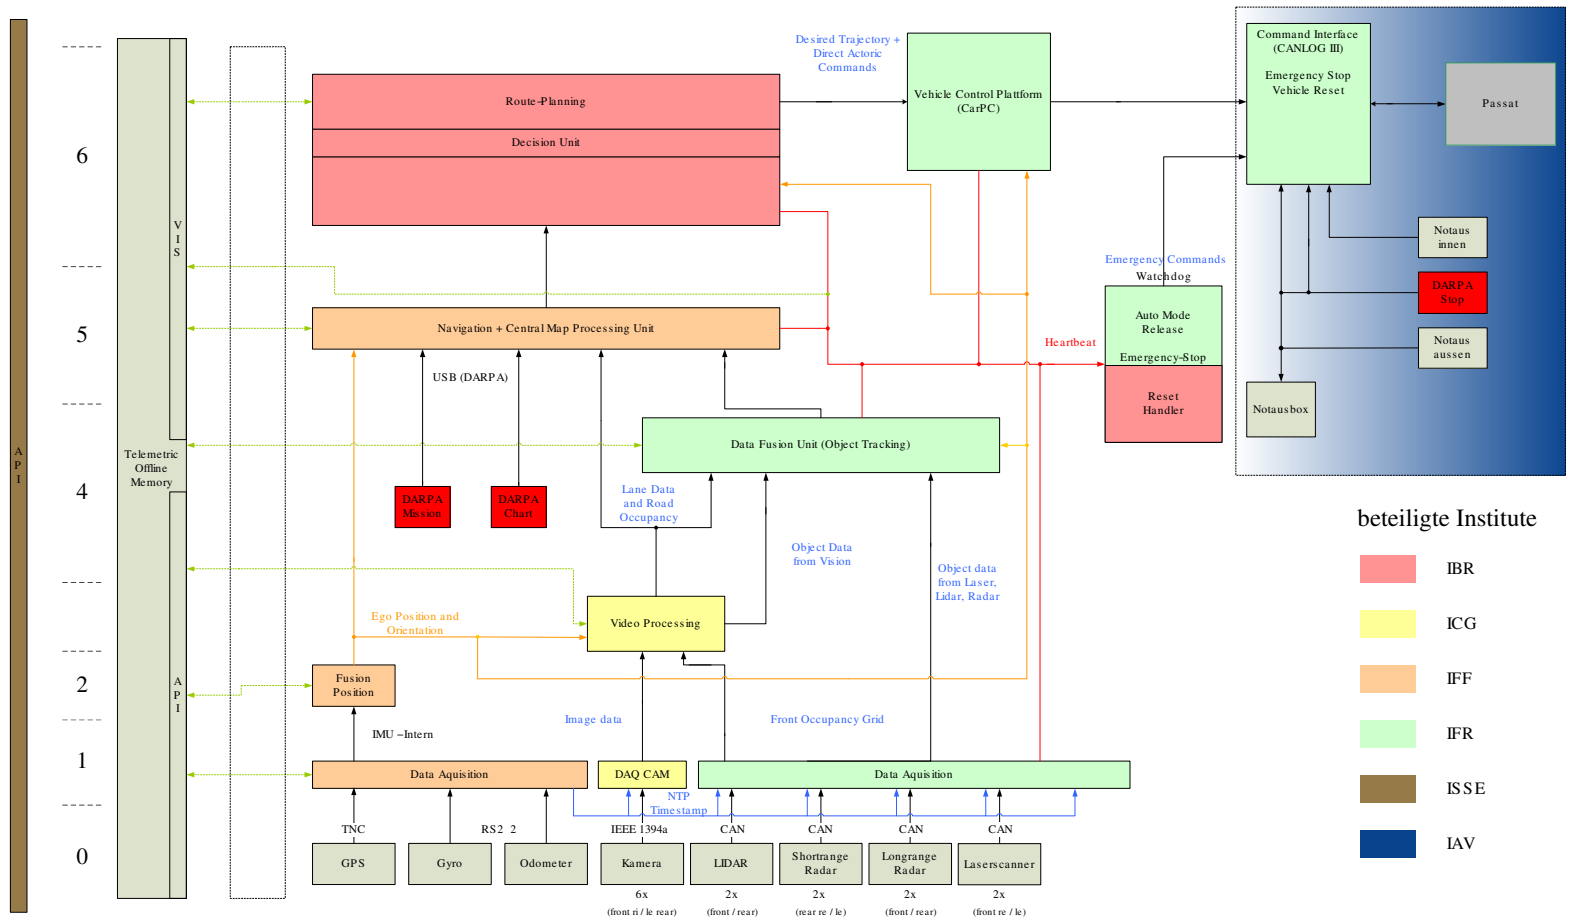 A
P
I
6
5
4
2
1
0
Telemetric
Offline
Memory
V
I
S
A
P
I
Route-Planning
Decision Unit
Desired Trajectory +
Direct Actoric
Commands
Vehicle Control Plattform
(CarPC)
Command Interface
(CANLOG III)
Emergency Stop
Vehicle Reset
Passat
Notaus
innen
DARPA
Stop
Notaus
aussen
Notausbox
Emergency Commands
Watchdog
Auto Mode
Release
Emergency-Stop
Reset
Handler
Heartbeat
Navigation + Central Map Processing Unit
USB (DARPA)
DARPA
Mission
DARPA
Chart
Data Fusion Unit (Object Tracking)
Lane Data
and Road
Occupancy
Object Data
from Vision
Object data
from Laser,
Lidar, Radar
Ego Position and
Orientation
Video Processing
Fusion
Position
IMU -Intern
Image data
Front Occupancy Grid
Data Aquisition
DAQ CAM
Data Aquisition
NTP
Timestamp
TNC
RS2 2
IEEE 1394a
CAN
CAN
CAN
CAN
GPS
Gyro
Odometer
Kamera
LIDAR
Shortrange
Radar
Longrange
Radar
Laserscanner
6x
2x
2x
2x
2x
(front ri / le rear)
(front / rear)
(rear re / le)
(front / rear)
(front re / le)
beteiligte Institute
IBR
ICG
IFF
IFR
ISSE
IAV